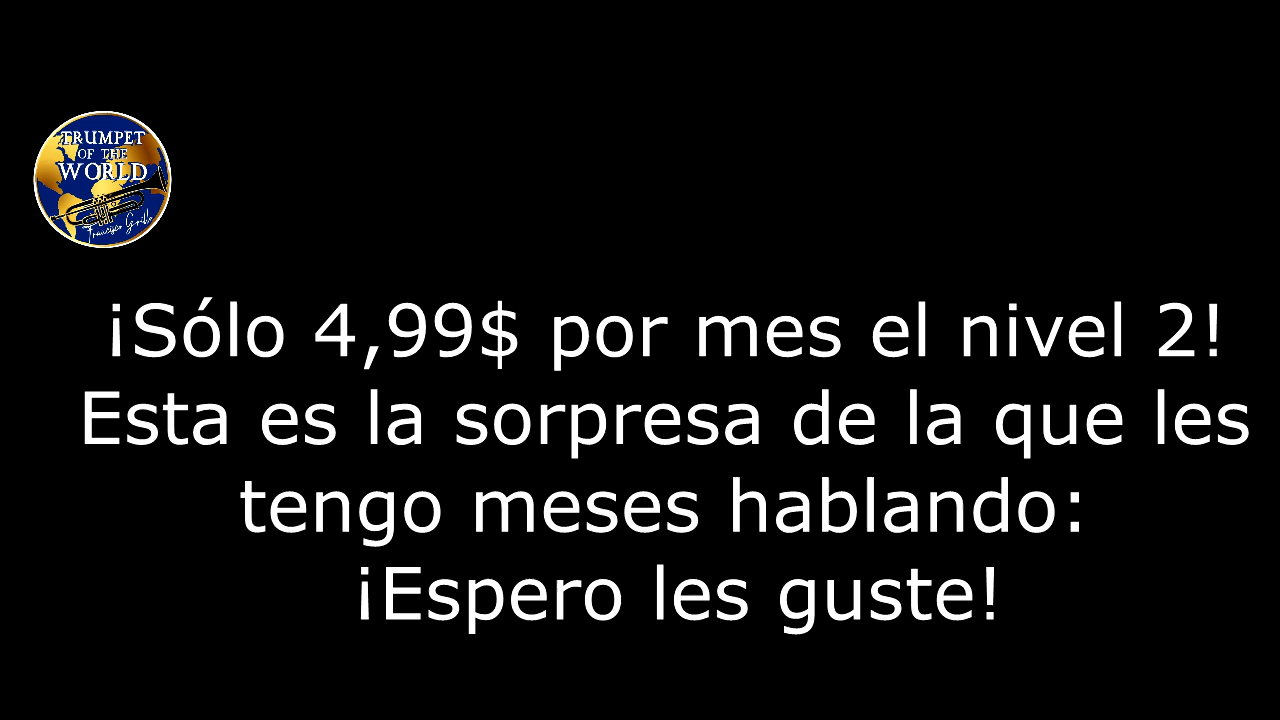 TRUMPET
OF THE
WORLD
¡Sólo 4,99$ por mes el nivel 2!
Esta es la sorpresa de la que les
tengo meses hablando:
¡Espero les guste!